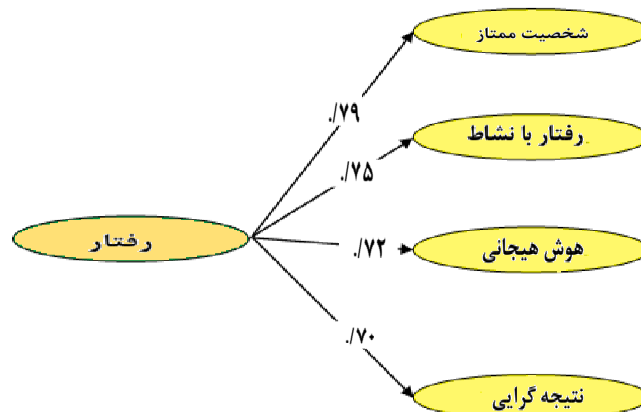 شخصیت ممتاز
./۷۹
رفتار با نشاط
./۷۵
رفتار
هوش هیجانی
./۷۲
./۷۰
نتیجه گرایی